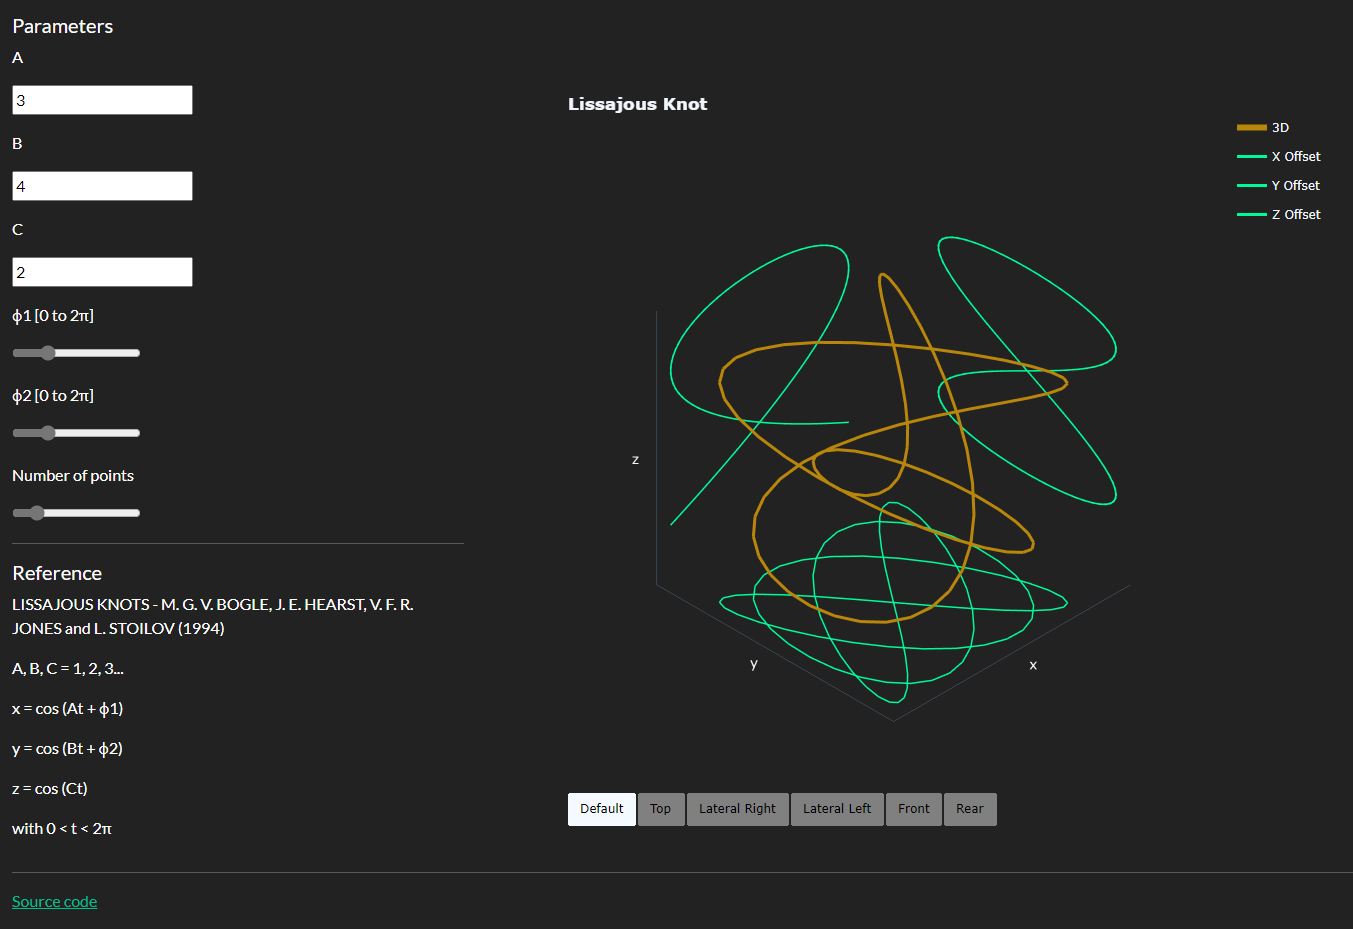 Parameters
A
3
B
4
C
2
ϕ1 [0 to 2π]
ϕ2 [0 to 2π]
Number of points
Reference
LISSAJOUS KNOTS - M. G. V. BOGLE, J. E. HEARST, V. F. R.
JONES and L. STOILOV (1994)
A, B, C = 1, 2, 3...
x = cos (At + ϕ1)
y = cos (Bt + ϕ2)
z = cos (Ct)
with 0 < t < 2π
Source code
Lissajous Knot
3D
X Offset
Y Offset
Z Offset
z
y
x
Default Top Lateral Right Lateral Left Front Rear